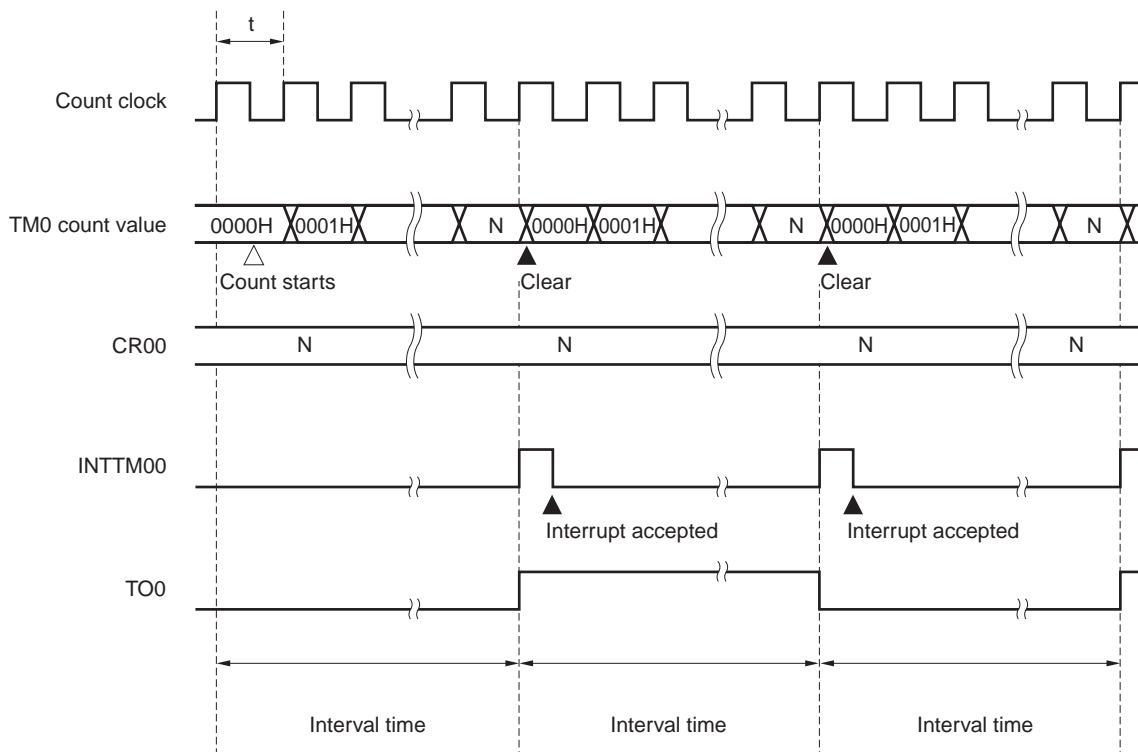 t
Count clock
TM0 count value 0000H 0001H N 0000H 0001H N 0000H 0001H N
Count starts Clear Clear
CR00 N N N N
INTTM00
Interrupt accepted Interrupt accepted
TO0
Interval time Interval time Interval time